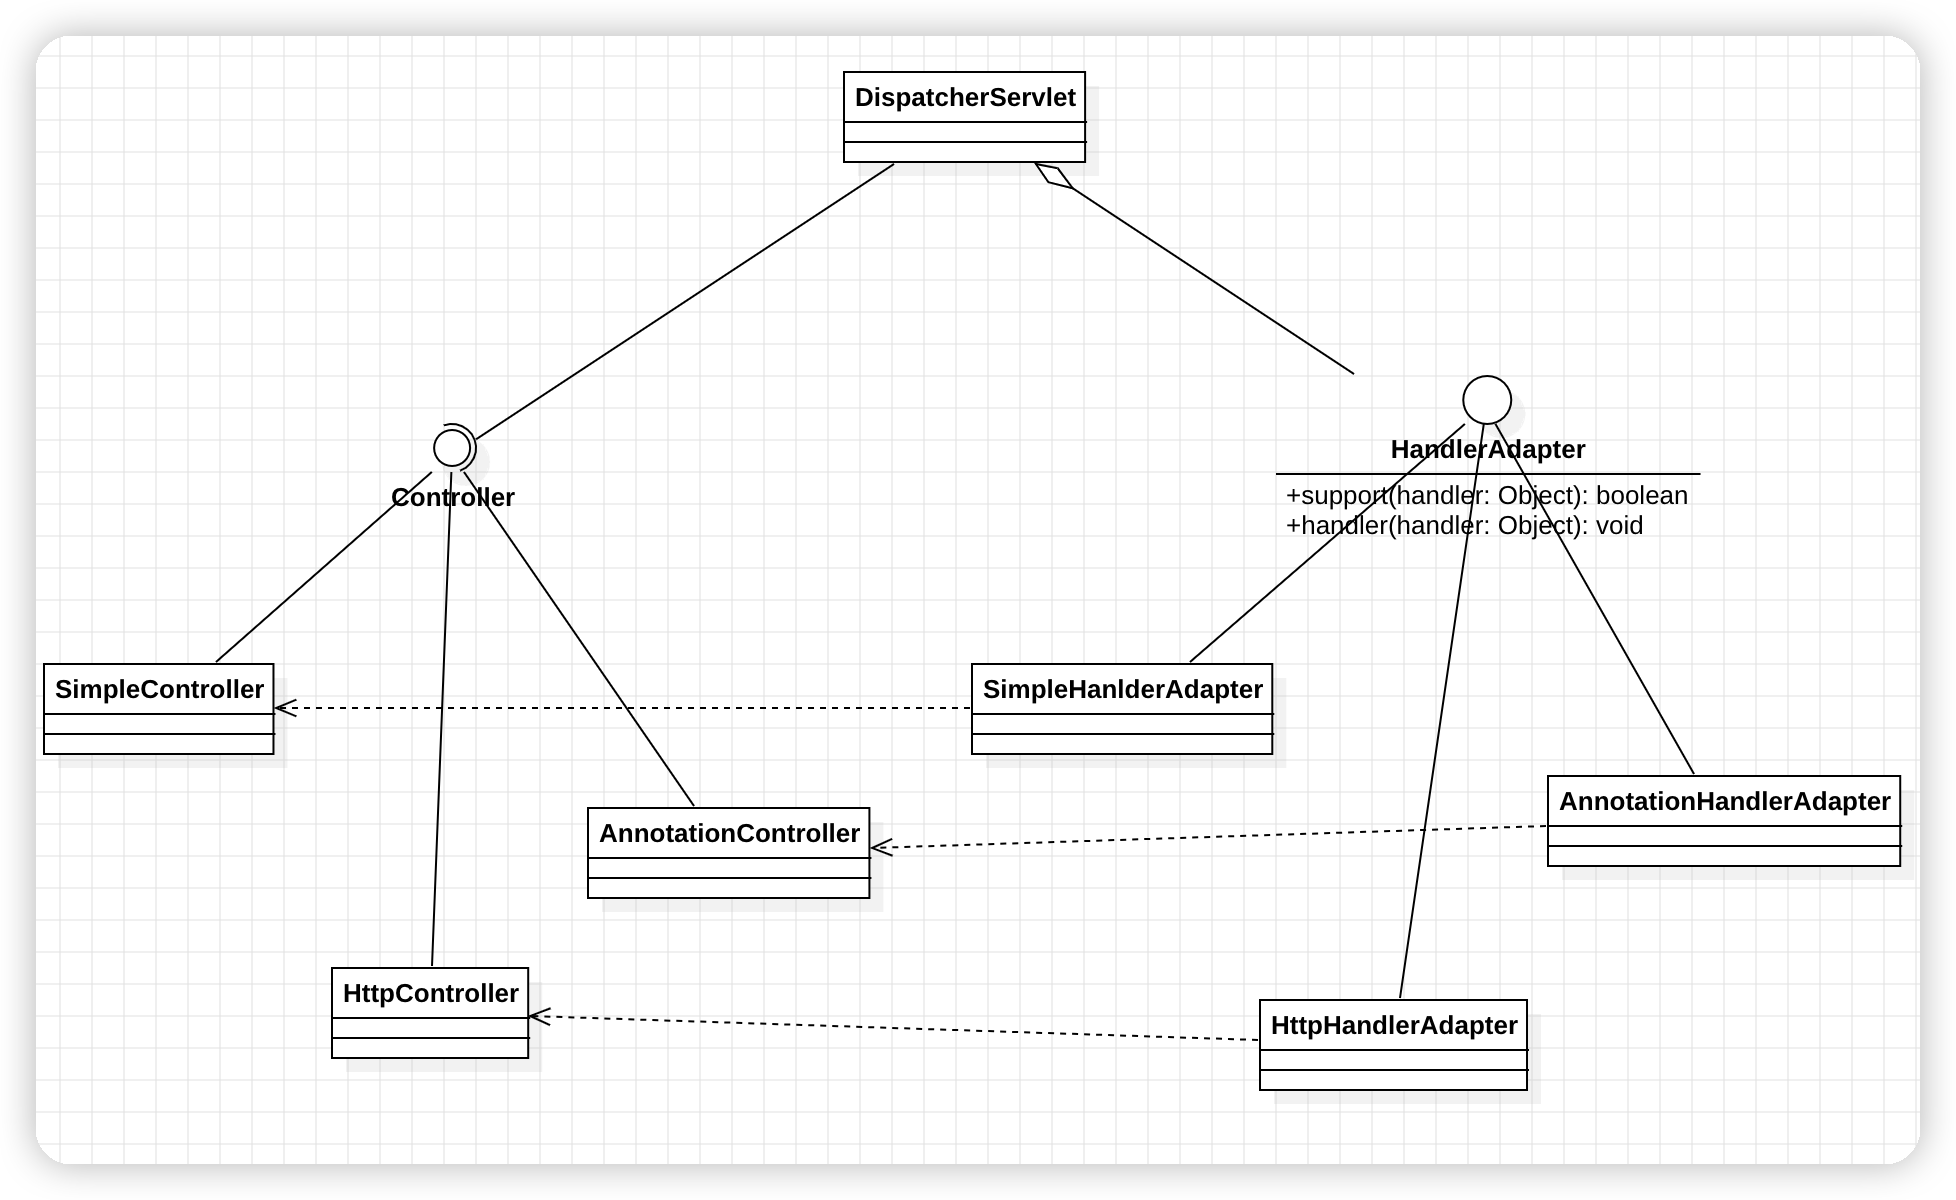 DispatcherServlet
HandlerAdapter
+support(handler: Object): boolean
+handler(handler: Object): void
Controller
SimpleController
SimpleHanlderAdapter
AnnotationHandlerAdapter
AnnotationController
HttpController
HttpHandlerAdapter